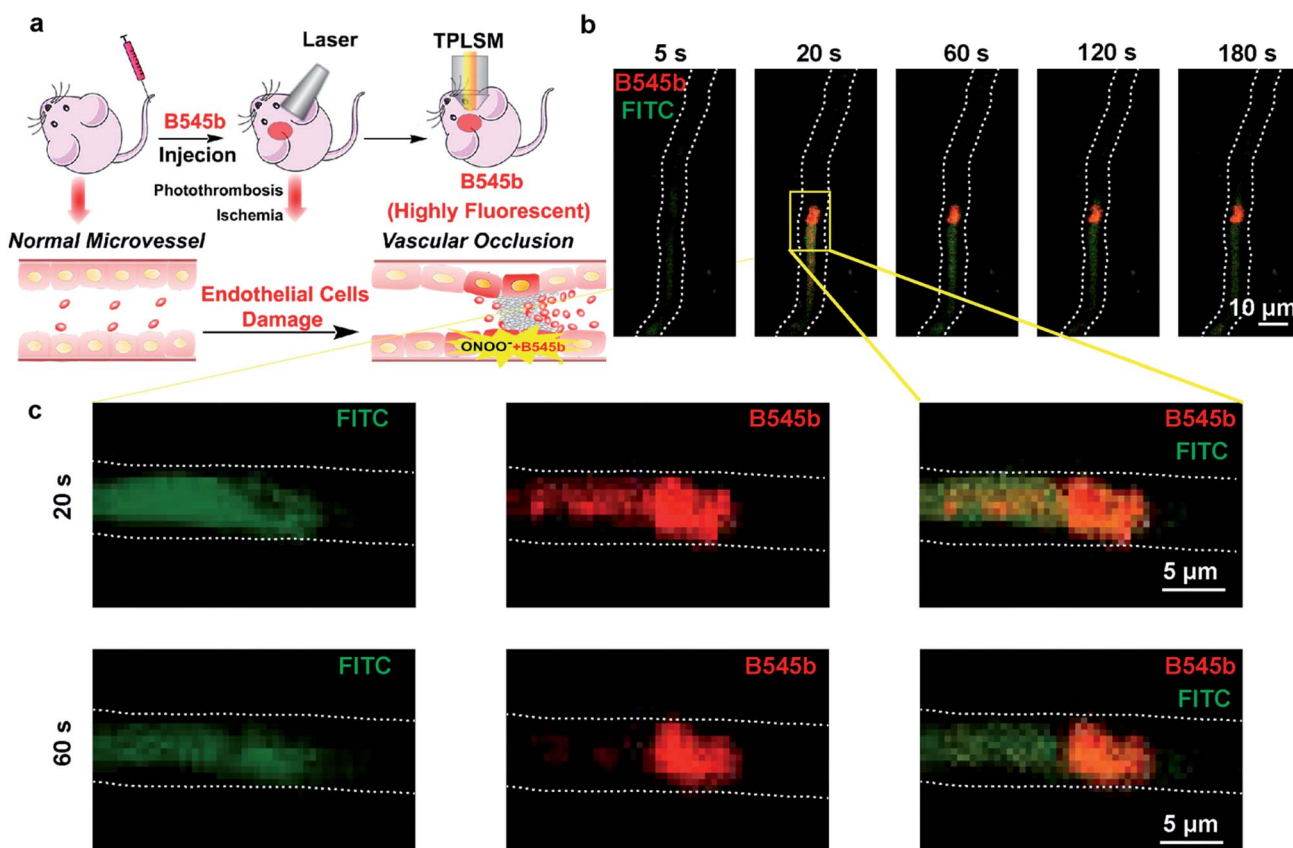 a
Laser
TPLSM
B545b
Injecion
B545b
(Highly Fluorescent)
Photothrombosis
Ischemia
Normal Microvessel
Vascular Occlusion
Endothelial Cells
Damage
ONOO⁻+B545b
b
5 s
20 s
60 s
120 s
180 s
B545b
FITC
10 μm
c
20 s
FITC
B545b
B545b
FITC
5 μm
60 s
FITC
B545b
B545b
FITC
5 μm